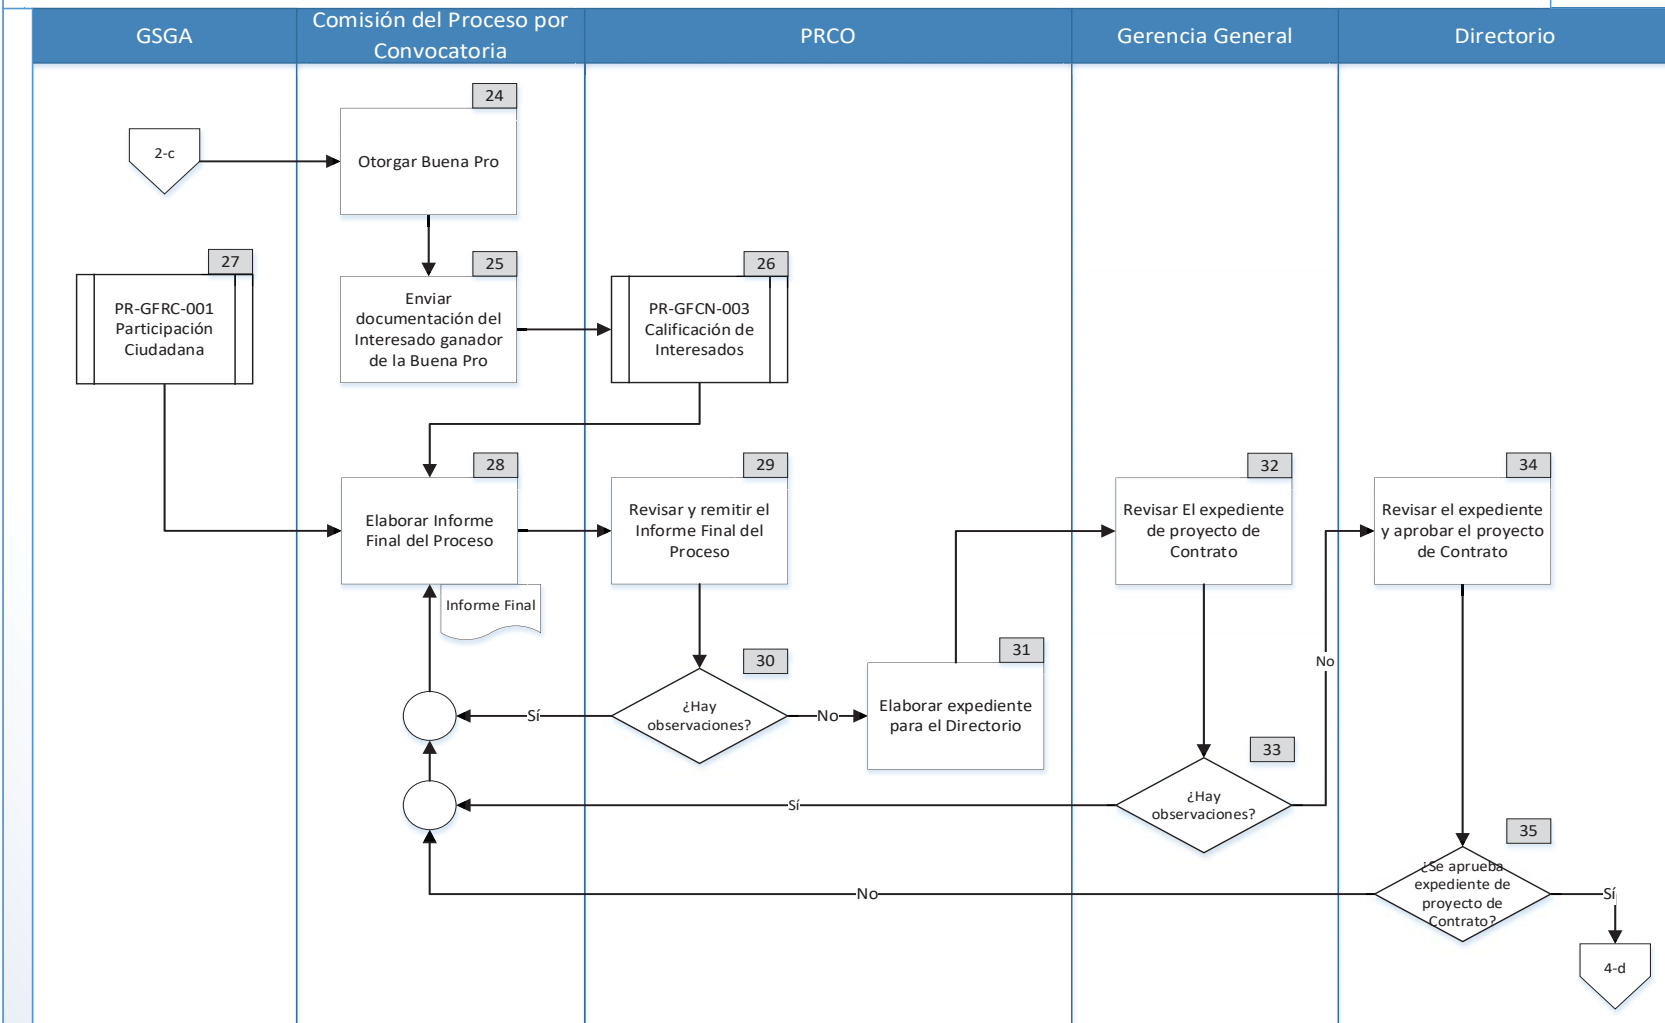 GSGA
Comisión del Proceso por
Convocatoria
PRCO
Gerencia General
Directorio
24
2-c
Otorgar Buena Pro
27
PR-GFRC-001
Participación
Ciudadana
25
Enviar
documentación del
Interesado ganador
de la Buena Pro
26
PR-GFCN-003
Calificación de
Interesados
28
Elaborar Informe
Final del Proceso
Informe Final
29
Revisar y remitir el
Informe Final del
Proceso
32
Revisar El expediente
de proyecto de
Contrato
34
Revisar el expediente
y aprobar el proyecto
de Contrato
30
¿Hay
observaciones?
Sí
No
31
Elaborar expediente
para el Directorio
No
33
¿Hay
observaciones?
Sí
35
¿Se aprueba
expediente de
proyecto de
Contrato?
No
Sí
4-d